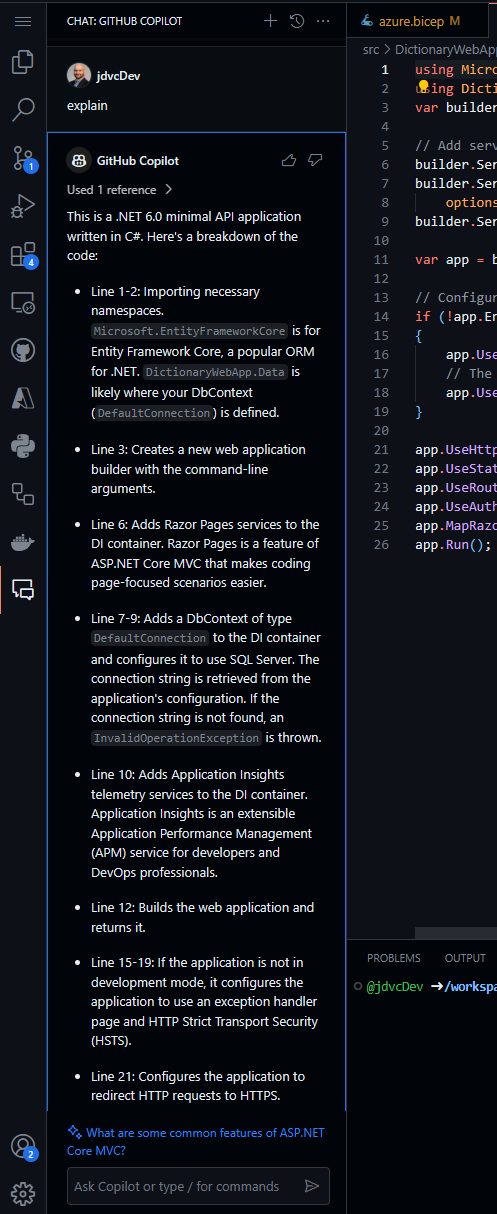 CHAT: GITHUB COPILOT
jdvcDev
explain
GitHub Copilot
Used 1 reference
This is a .NET 6.0 minimal API application
written in C#. Here's a breakdown of the
code:
• Line 1-2: Importing necessary
namespaces.
Microsoft.EntityFrameworkCore is for
Entity Framework Core, a popular ORM
for .NET. DictionaryWebApp.Data is
likely where your DbContext
(DefaultConnection) is defined.
• Line 3: Creates a new web application
builder with the command-line
arguments.
• Line 6: Adds Razor Pages services to the
DI container. Razor Pages is a feature of
ASP.NET Core MVC that makes coding
page-focused scenarios easier.
• Line 7-9: Adds a DbContext of type
DefaultConnection to the DI container
and configures it to use SQL Server. The
connection string is retrieved from the
application's configuration. If the
connection string is not found, an
InvalidOperationException is thrown.
• Line 10: Adds Application Insights
telemetry services to the DI container.
Application Insights is an extensible
Application Performance Management
(APM) service for developers and
DevOps professionals.
• Line 12: Builds the web application and
returns it.
• Line 15-19: If the application is not in
development mode, it configures the
application to use an exception handler
page and HTTP Strict Transport Security
(HSTS).
• Line 21: Configures the application to
redirect HTTP requests to HTTPS.
What are some common features of ASP.NET
Core MVC?
Ask Copilot or type / for commands
1
4
2
azure.bicep M
src > DictionaryWebApp
1 using Micro
2 using Dicti
3 var builder
4
5 // Add serv
6 builder.Ser
7 builder.Ser
8 options
9 builder.Ser
10
11 var app = b
12
13 // Configur
14 if (!app.En
15 {
16 app.Use
17 // The
18 app.Use
19 }
20
21 app.UseHttp
22 app.UseStat
23 app.UseRout
24 app.UseAuth
25 app.MapRazo
26 app.Run();
PROBLEMS OUTPUT
@jdvcDev ➜/workspa